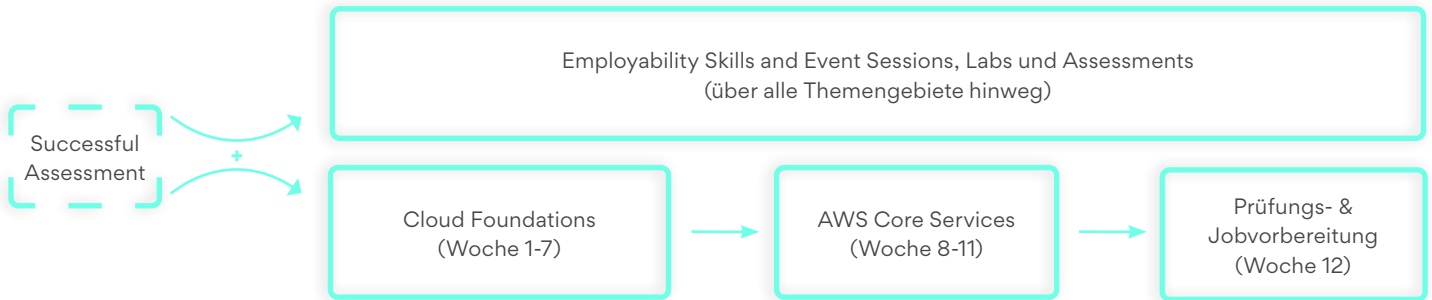 Successful
Assessment
+
Employability Skills and Event Sessions, Labs und Assessments
(über alle Themengebiete hinweg)
Cloud Foundations
(Woche 1-7)
AWS Core Services
(Woche 8-11)
Prüfungs- &
Jobvorbereitung
(Woche 12)